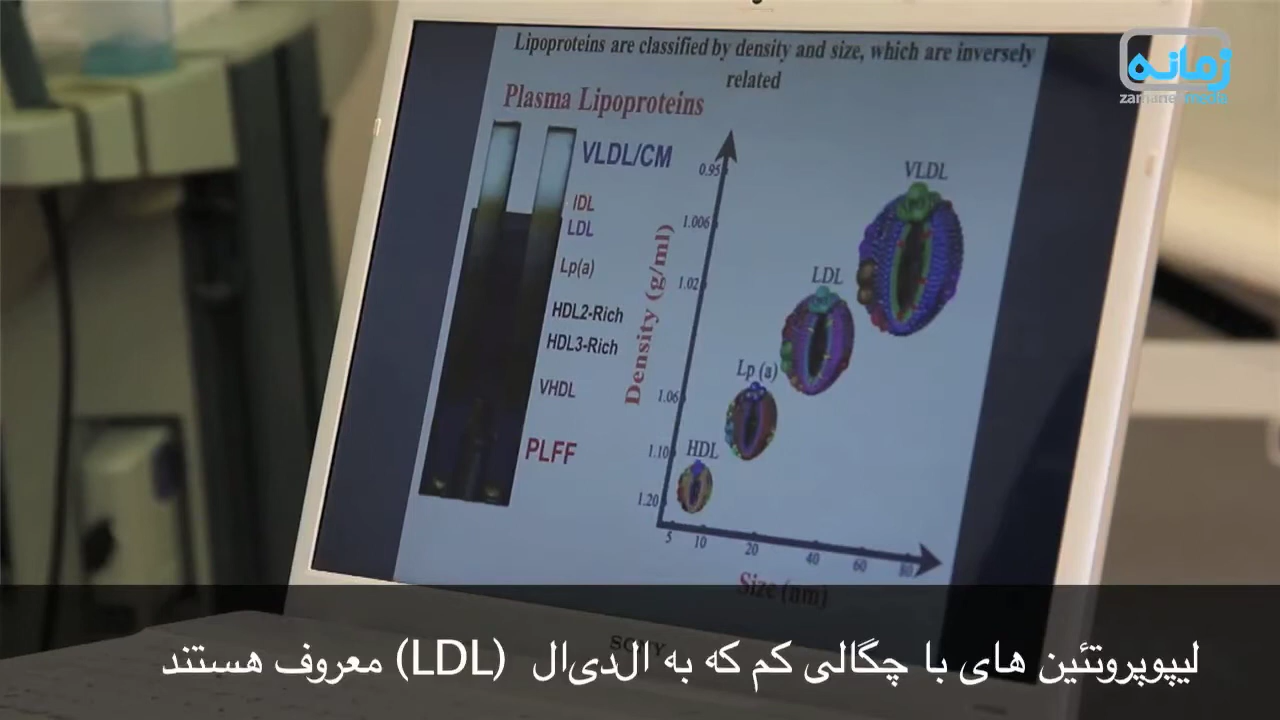 Lipoproteins are classified by density and size, which are inversely
related
Plasma Lipoproteins
VLDL/CM
IDL
LDL
Lp(a)
HDL2-Rich
HDL3-Rich
VHDL
PLFF
Density (g/ml)
0.95
1.006
1.02
1.06
1.10
1.20
VLDL
LDL
Lp (a)
HDL
5 10 20 40 60 80
Size (nm)
SONY
زمانه
zamaneh media
لیپوپروتئین های با چگالی کم که به ال‌دی‌ال (LDL) معروف هستند